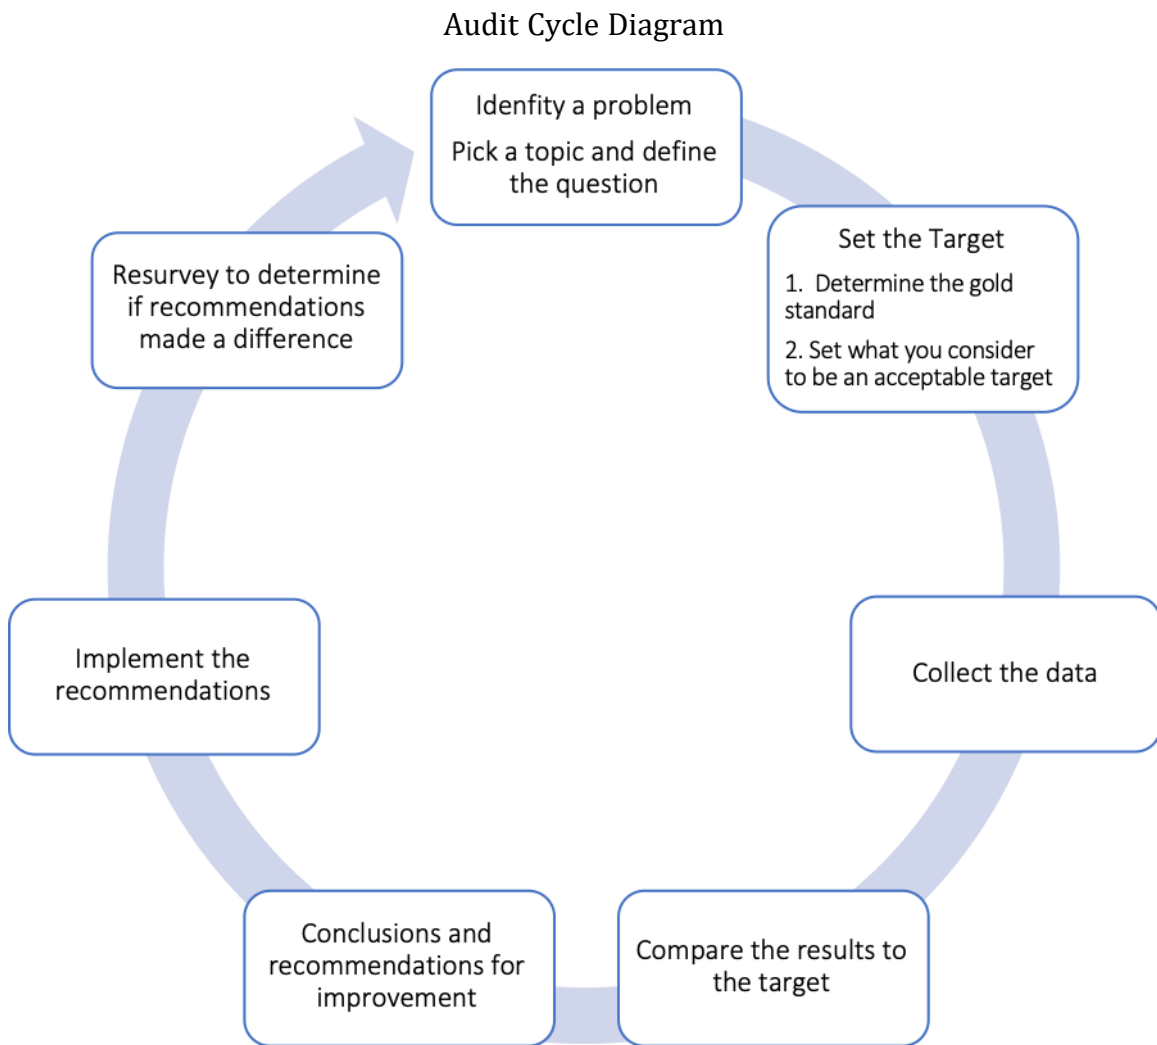 Audit Cycle Diagram
Idenfity a problem
Pick a topic and define
the question
Set the Target
1. Determine the gold
standard
2. Set what you consider
to be an acceptable target
Collect the data
Compare the results to
the target
Conclusions and
recommendations for
improvement
Implement the
recommendations
Resurvey to determine
if recommendations
made a difference